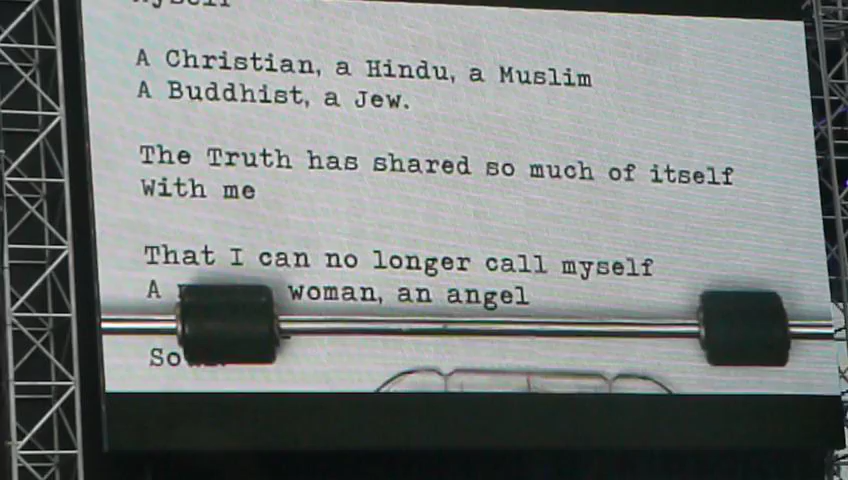 Myself
A Christian, a Hindu, a Muslim
A Buddhist, a Jew.
The Truth has shared so much of itself
With me
That I can no longer call myself
A woman, an angel